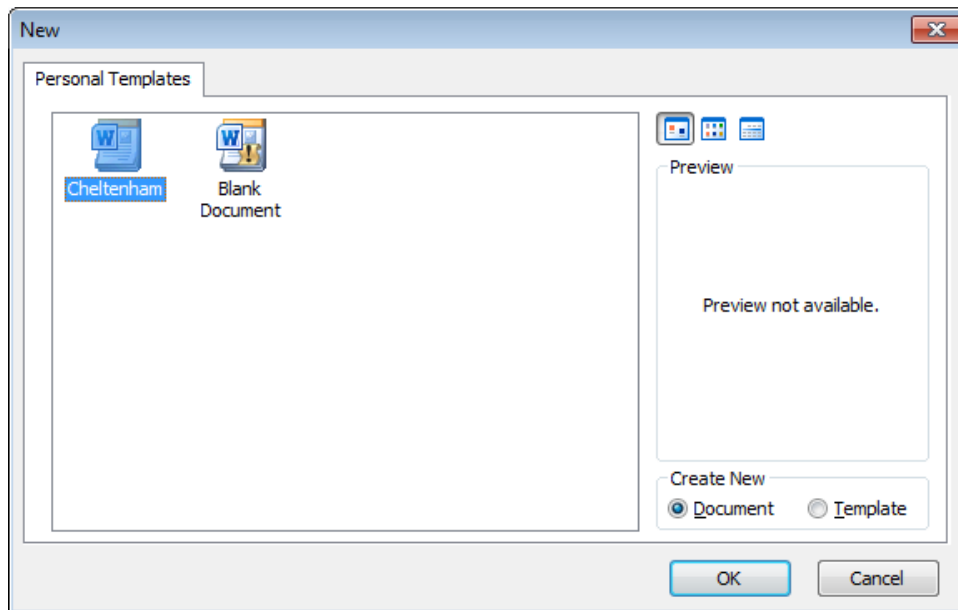 New
Personal Templates
Cheltenham
Blank
Document
Preview
Preview not available.
Create New
Document
Template
OK
Cancel